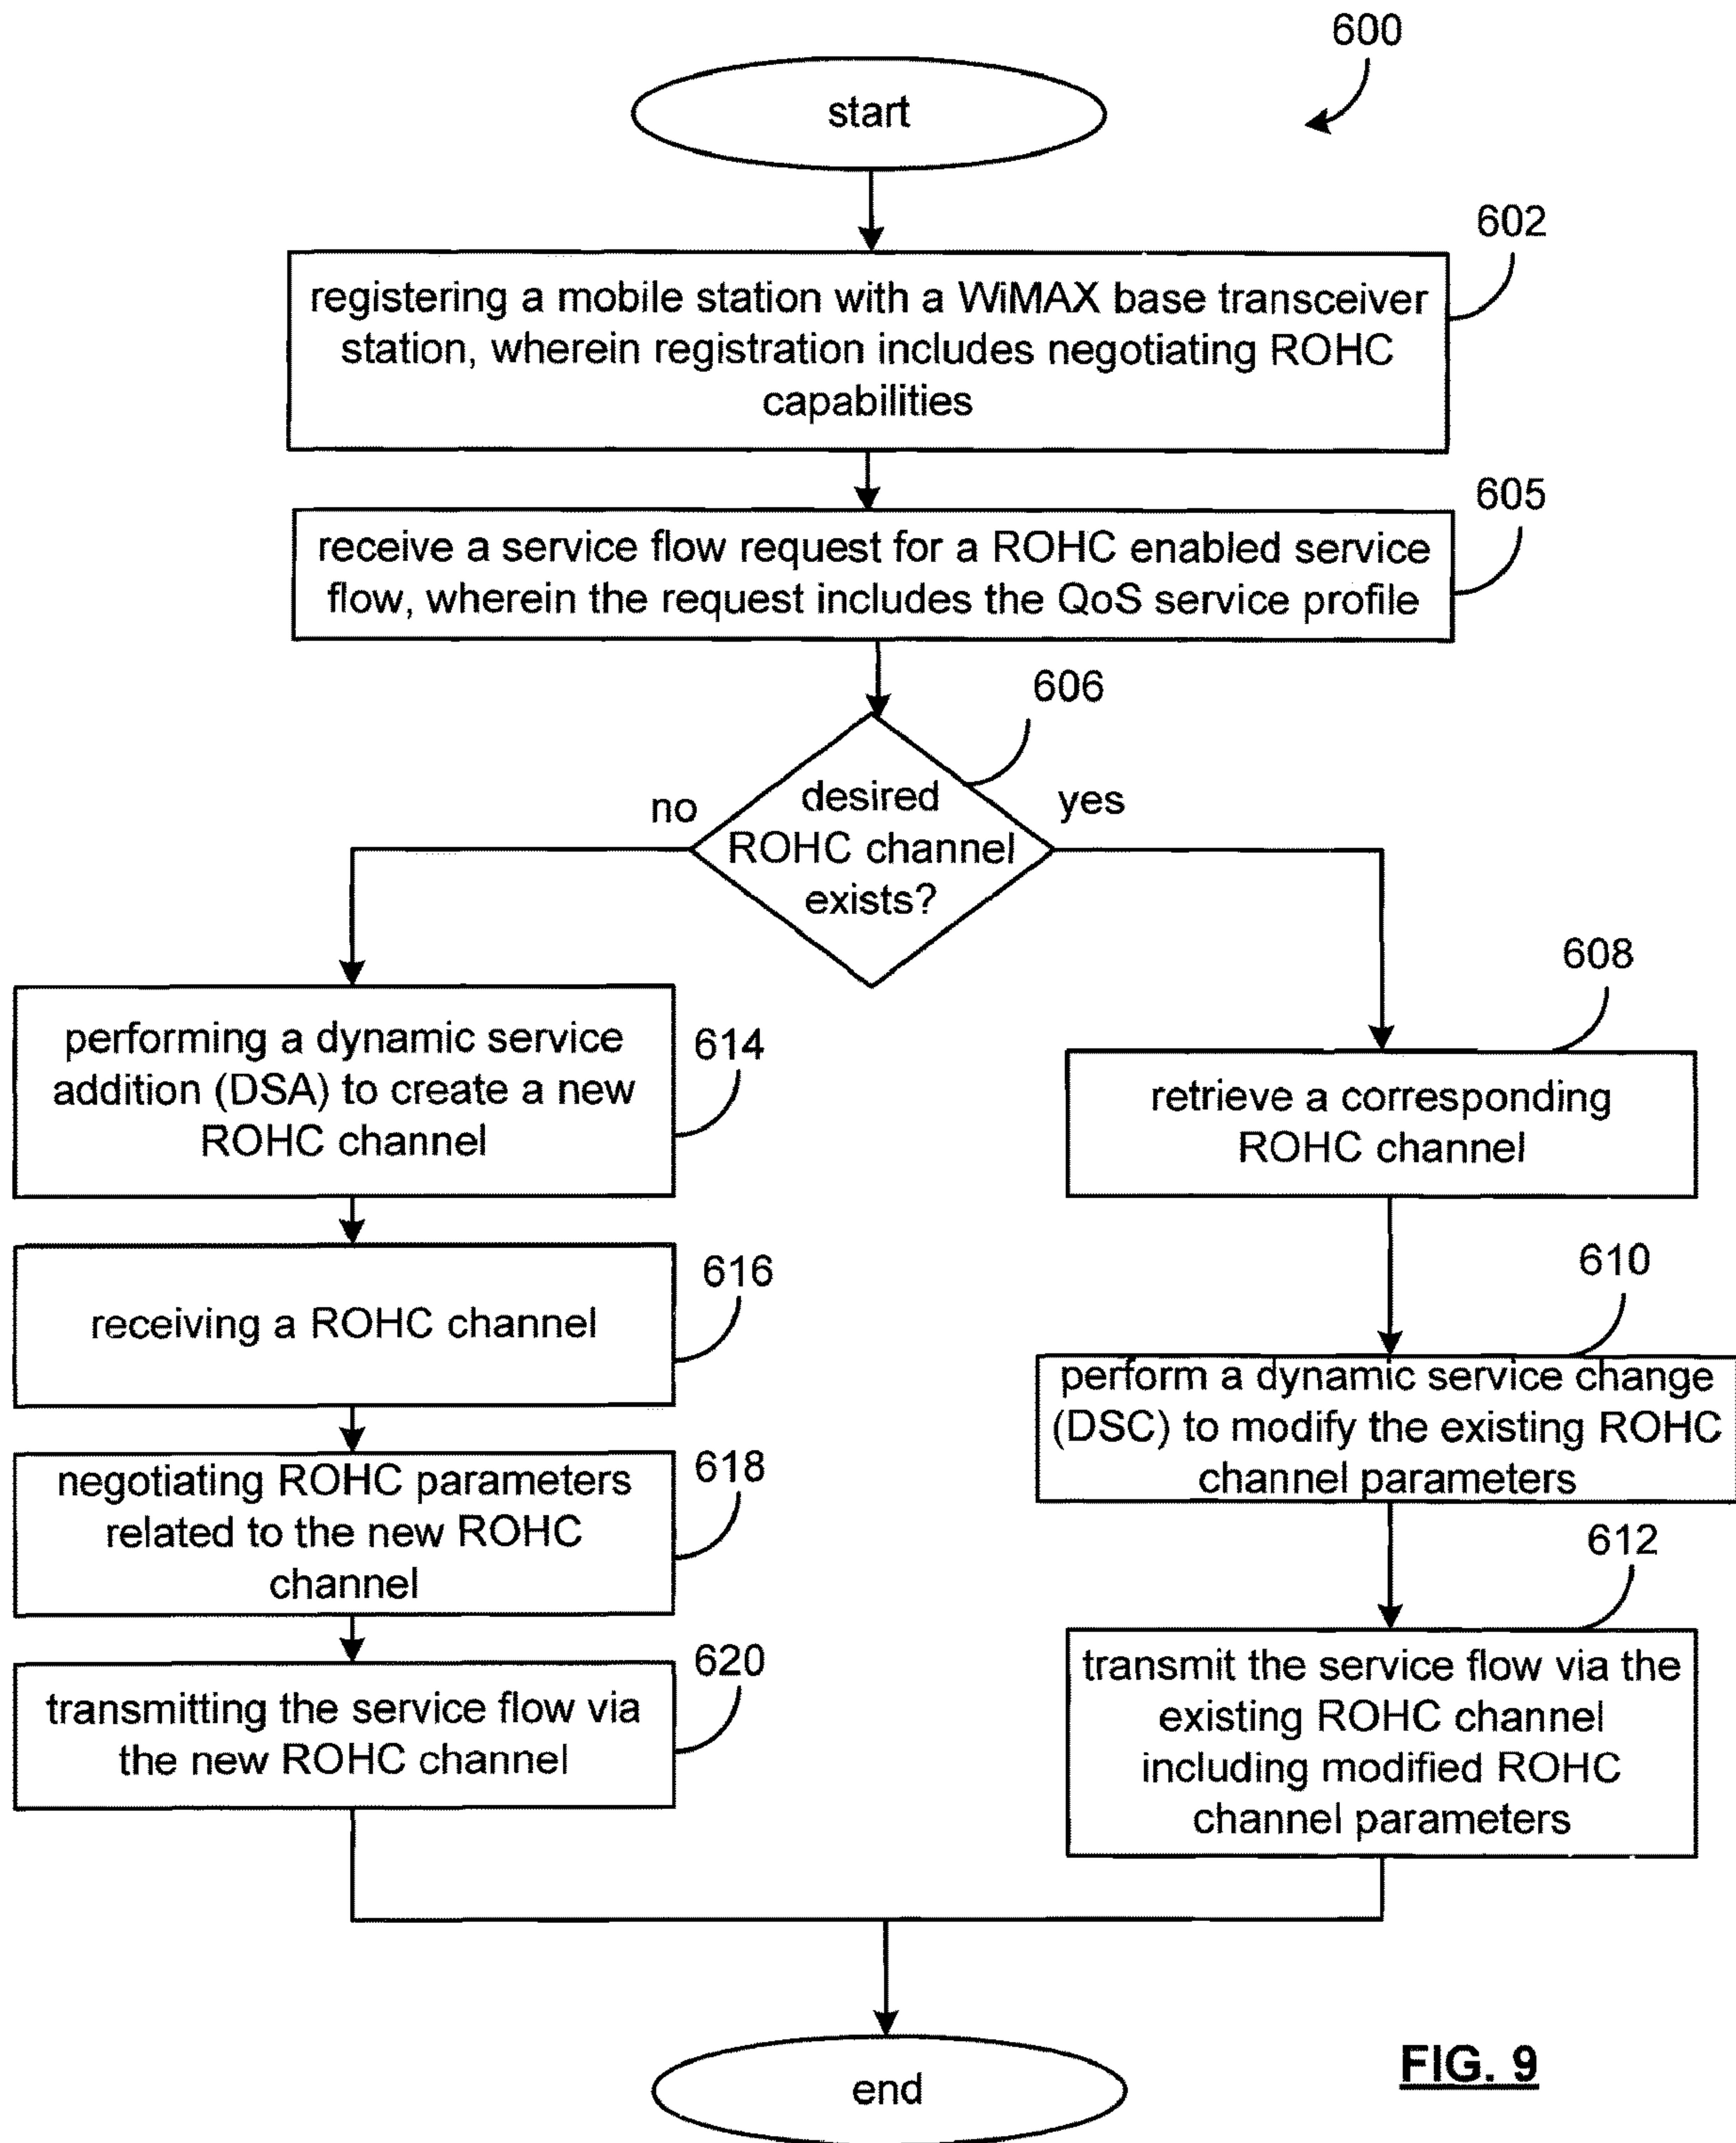 600
start
602
registering a mobile station with a WiMAX base transceiver
station, wherein registration includes negotiating ROHC
capabilities
605
receive a service flow request for a ROHC enabled service
flow, wherein the request includes the QoS service profile
606
no
desired
ROHC channel
exists?
yes
608
performing a dynamic service
addition (DSA) to create a new
ROHC channel
614
retrieve a corresponding
ROHC channel
616
receiving a ROHC channel
610
perform a dynamic service change
(DSC) to modify the existing ROHC
channel parameters
negotiating ROHC parameters
related to the new ROHC
channel
618
612
transmitting the service flow via
the new ROHC channel
620
transmit the service flow via the
existing ROHC channel
including modified ROHC
channel parameters
end
FIG. 9